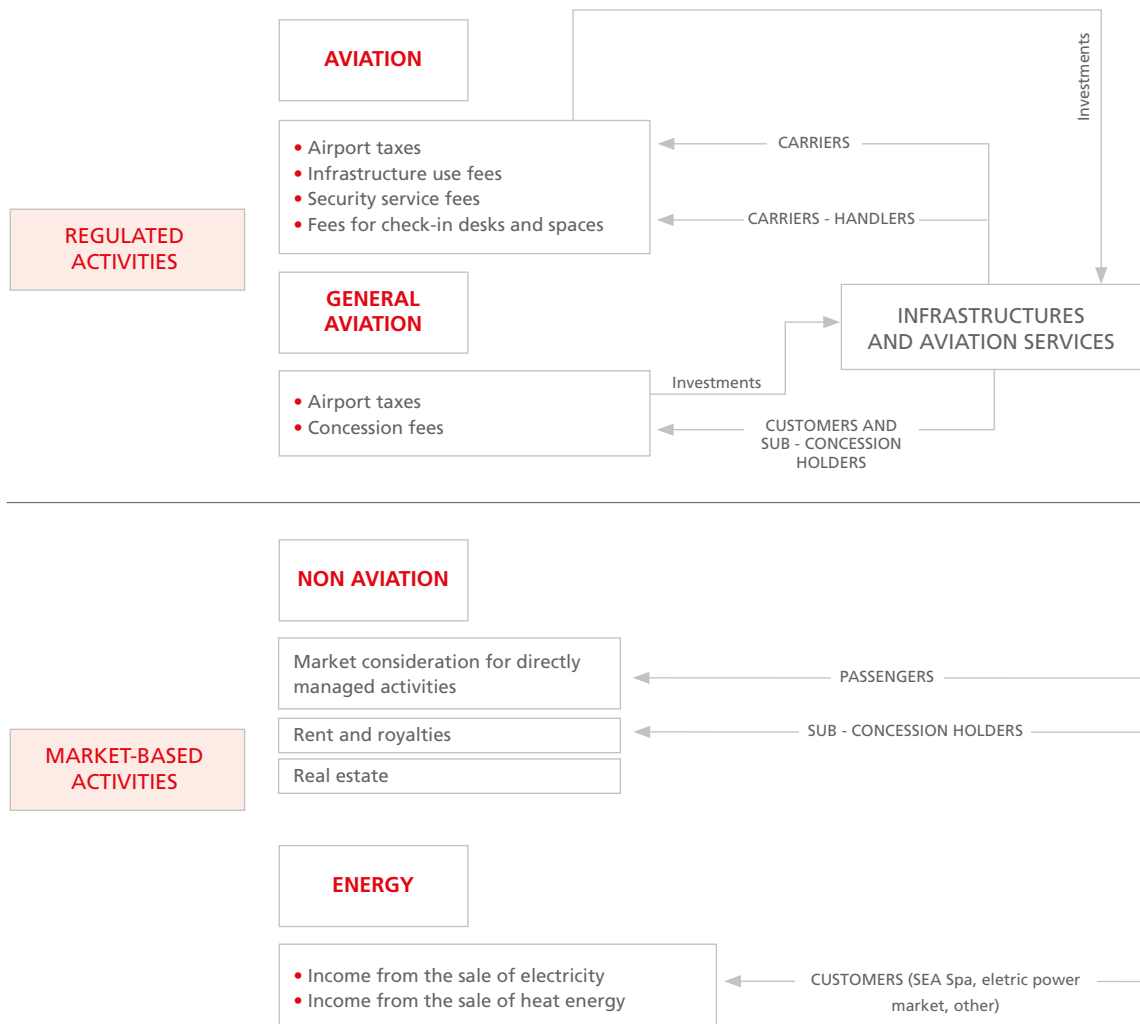 AVIATION
Investments
• Airport taxes
• Infrastructure use fees
• Security service fees
• Fees for check-in desks and spaces
CARRIERS
CARRIERS - HANDLERS
REGULATED
ACTIVITIES
GENERAL
AVIATION
INFRASTRUCTURES
AND AVIATION SERVICES
• Airport taxes
• Concession fees
Investments
CUSTOMERS AND
SUB - CONCESSION
HOLDERS
NON AVIATION
Market consideration for directly
managed activities
PASSENGERS
Rent and royalties
SUB - CONCESSION HOLDERS
Real estate
MARKET-BASED
ACTIVITIES
ENERGY
• Income from the sale of electricity
• Income from the sale of heat energy
CUSTOMERS (SEA Spa, eletric power
market, other)